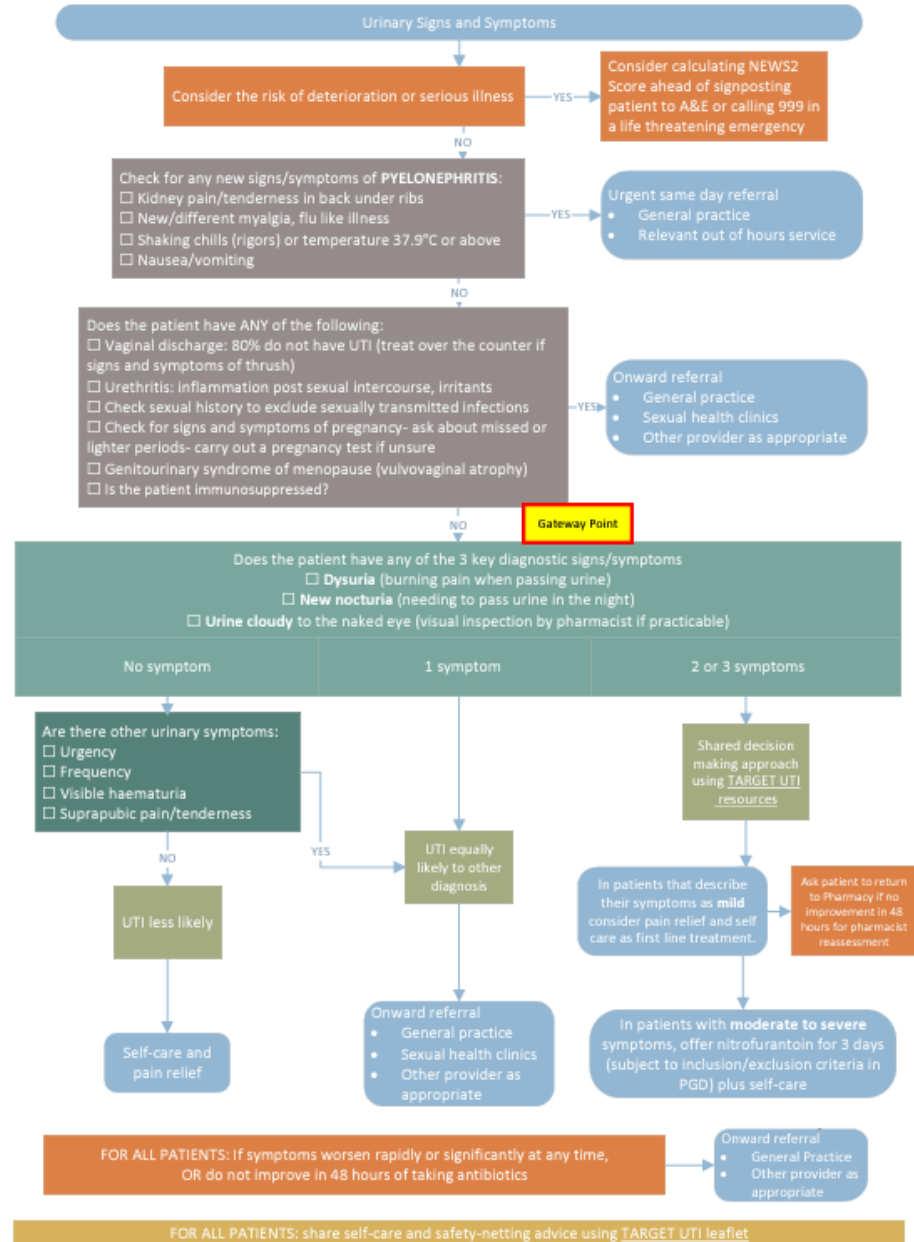 Urinary Signs and Symptoms
Consider the risk of deterioration or serious illness
YES
Consider calculating NEWS2
Score ahead of signposting
patient to A&E or calling 999 in
a life threatening emergency
NO
Check for any new signs/symptoms of PYELONEPHRITIS:
☐ Kidney pain/tenderness in back under ribs
☐ New/different myalgia, flu like illness
☐ Shaking chills (rigors) or temperature 37.9°C or above
☐ Nausea/vomiting
YES
Urgent same day referral
• General practice
• Relevant out of hours service
NO
Does the patient have ANY of the following:
☐ Vaginal discharge: 80% do not have UTI (treat over the counter if
signs and symptoms of thrush)
☐ Urethritis: inflammation post sexual intercourse, irritants
☐ Check sexual history to exclude sexually transmitted infections
☐ Check for signs and symptoms of pregnancy- ask about missed or
lighter periods- carry out a pregnancy test if unsure
☐ Genitourinary syndrome of menopause (vulvovaginal atrophy)
☐ Is the patient immunosuppressed?
YES
Onward referral
• General practice
• Sexual health clinics
• Other provider as appropriate
NO
Gateway Point
Does the patient have any of the 3 key diagnostic signs/symptoms
☐ Dysuria (burning pain when passing urine)
☐ New nocturia (needing to pass urine in the night)
☐ Urine cloudy to the naked eye (visual inspection by pharmacist if practicable)
No symptom
1 symptom
2 or 3 symptoms
Are there other urinary symptoms:
☐ Urgency
☐ Frequency
☐ Visible haematuria
☐ Suprapubic pain/tenderness
YES
NO
UTI less likely
Self-care and
pain relief
UTI equally
likely to other
diagnosis
Onward referral
• General practice
• Sexual health clinics
• Other provider as
appropriate
Shared decision
making approach
using TARGET UTI
resources
In patients that describe
their symptoms as mild
consider pain relief and self
care as first line treatment.
Ask patient to return
to Pharmacy if no
improvement in 48
hours for pharmacist
reassessment
In patients with moderate to severe
symptoms, offer nitrofurantoin for 3 days
(subject to inclusion/exclusion criteria in
PGD) plus self-care
FOR ALL PATIENTS: If symptoms worsen rapidly or significantly at any time,
OR do not improve in 48 hours of taking antibiotics
Onward referral
• General Practice
• Other provider as
appropriate
FOR ALL PATIENTS: share self-care and safety-netting advice using TARGET UTI leaflet